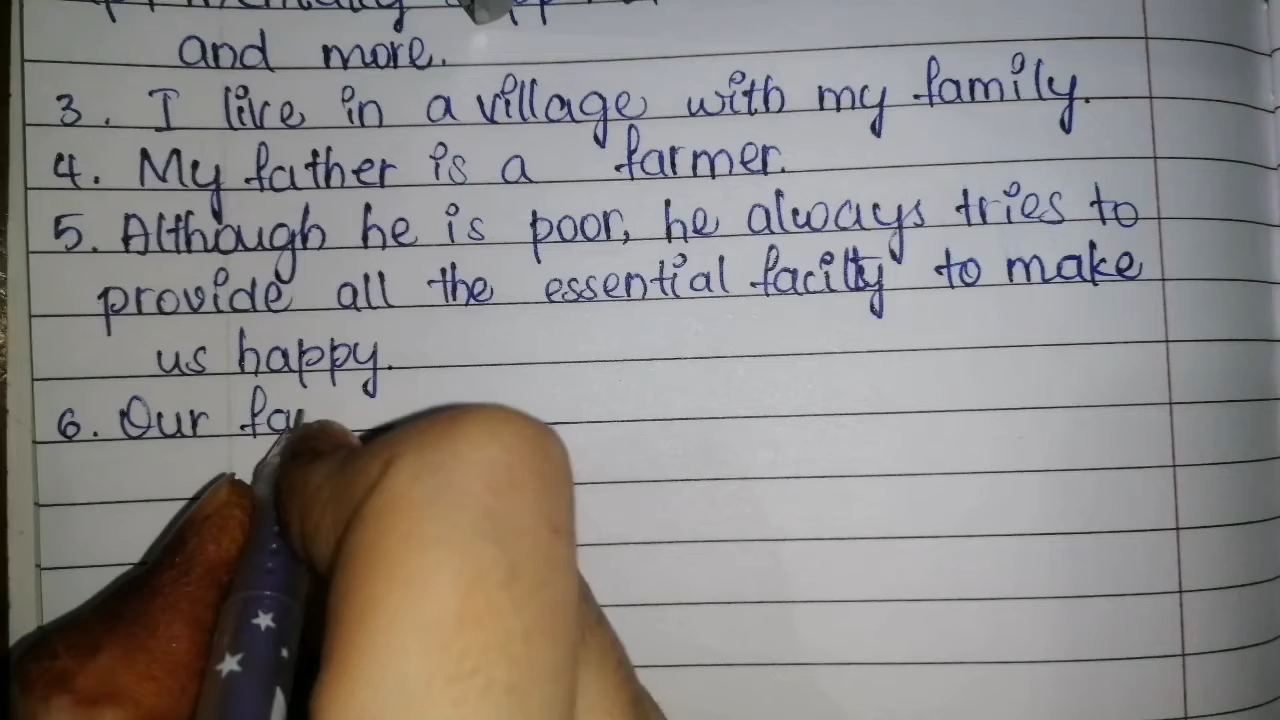 and more.
3. I live in a village with my family.
4. My father is a farmer.
5. Although he is poor, he always tries to
provide all the essential facilty to make
us happy.
6. Our fa